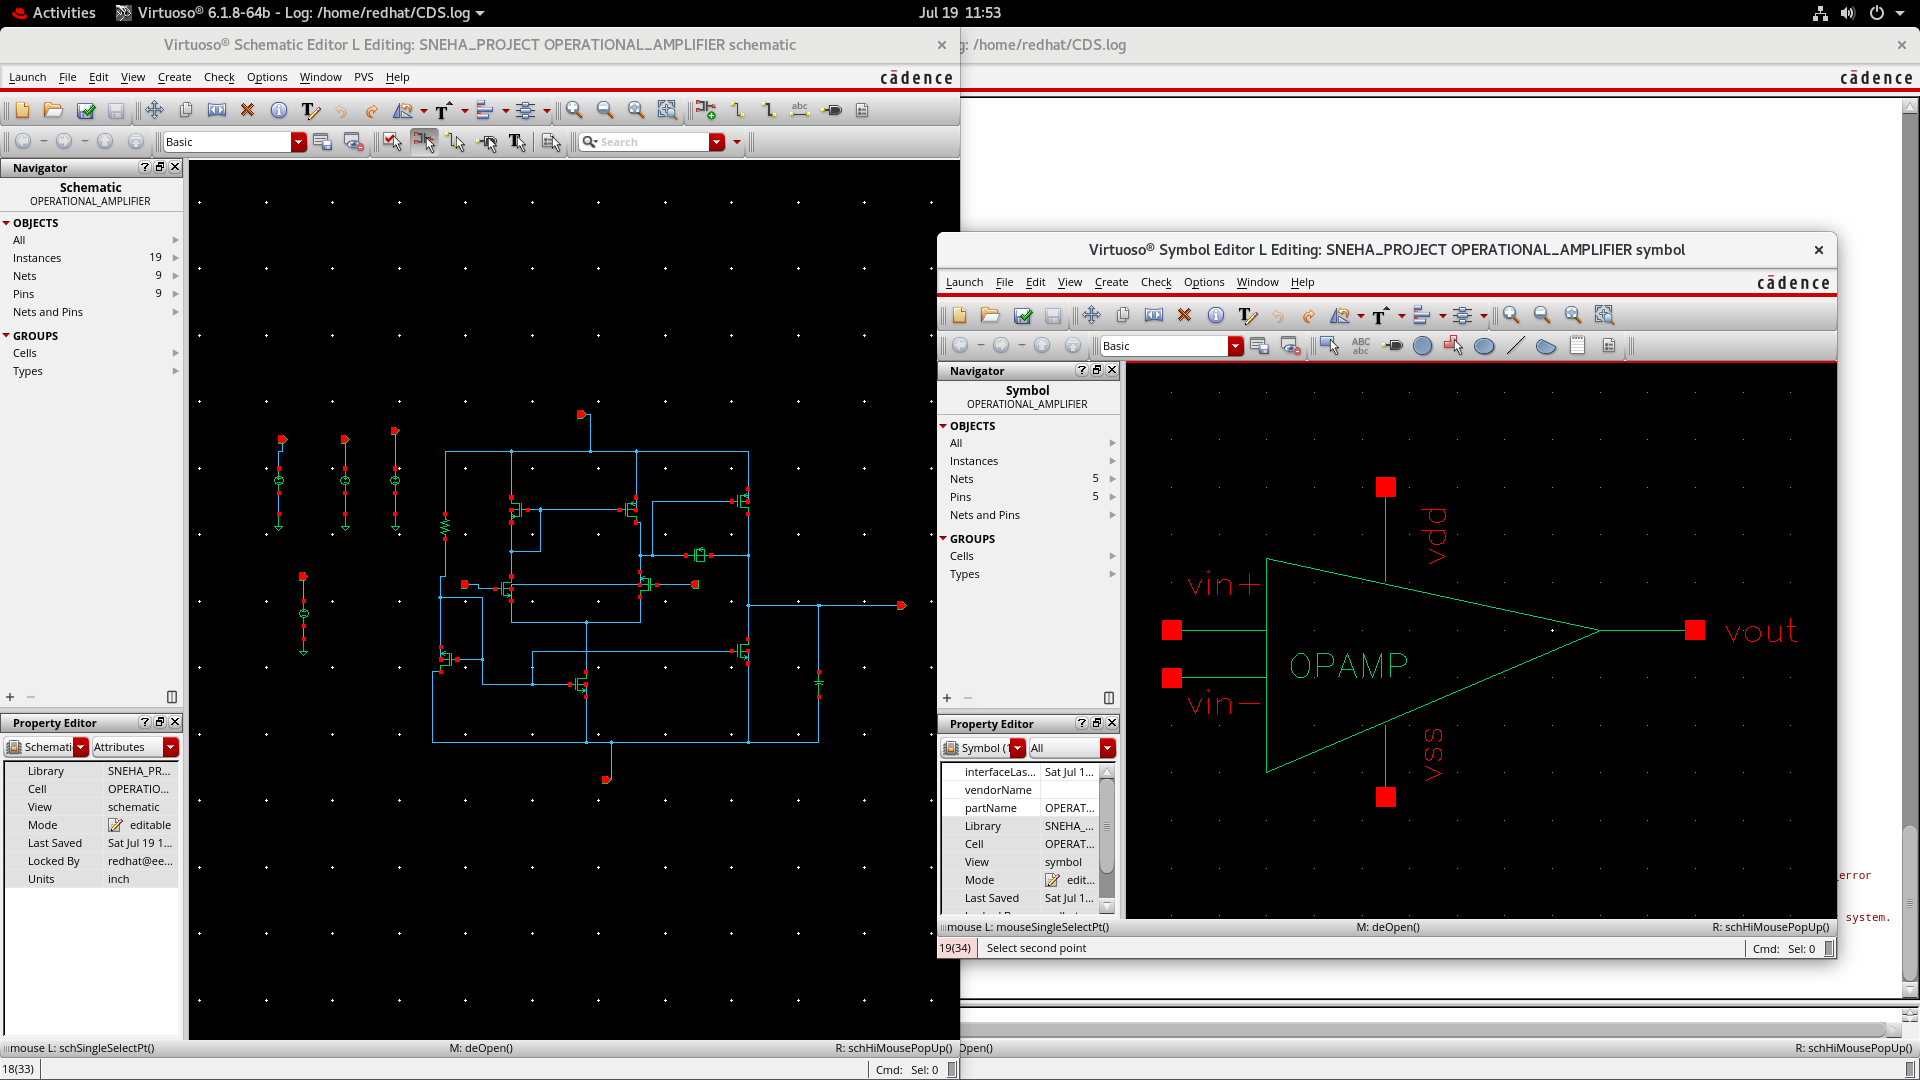 Activities
Virtuoso® 6.1.8-64b - Log: /home/redhat/CDS.log
Jul 19 11:53
Virtuoso® Schematic Editor L Editing: SNEHA_PROJECT OPERATIONAL_AMPLIFIER schematic
g: /home/redhat/CDS.log
Launch File Edit View Create Check Options Window PVS Help
cādence
cādence
Basic
Search
Navigator
Schematic
OPERATIONAL_AMPLIFIER
OBJECTS
All
Instances 19
Nets 9
Pins 9
Nets and Pins
GROUPS
Cells
Types
Property Editor
Schemati
Attributes
Library SNEHA_PR...
Cell OPERATIO...
View schematic
Mode editable
Last Saved Sat Jul 19 1...
Locked By redhat@ee...
Units inch
mouse L: schSingleSelectPt()
M: deOpen()
R: schHiMousePopUp()
18(33)
Cmd: Sel: 0
Virtuoso® Symbol Editor L Editing: SNEHA_PROJECT OPERATIONAL_AMPLIFIER symbol
Launch File Edit View Create Check Options Window Help
cādence
Basic
ABC
abc
Navigator
Symbol
OPERATIONAL_AMPLIFIER
OBJECTS
All
Instances
Nets 5
Pins 5
Nets and Pins
GROUPS
Cells
Types
Property Editor
Symbol (1
All
interfaceLas... Sat Jul 1...
vendorName
partName OPERAT...
Library SNEHA_...
Cell OPERAT...
View symbol
Mode edit...
Last Saved Sat Jul 1...
vdd
vin+
OPAMP
vout
vin−
vss
mouse L: mouseSingleSelectPt()
M: deOpen()
R: schHiMousePopUp()
19(34)
Select second point
Cmd: Sel: 0
_error
system.
Open()
R: schHiMousePopUp()